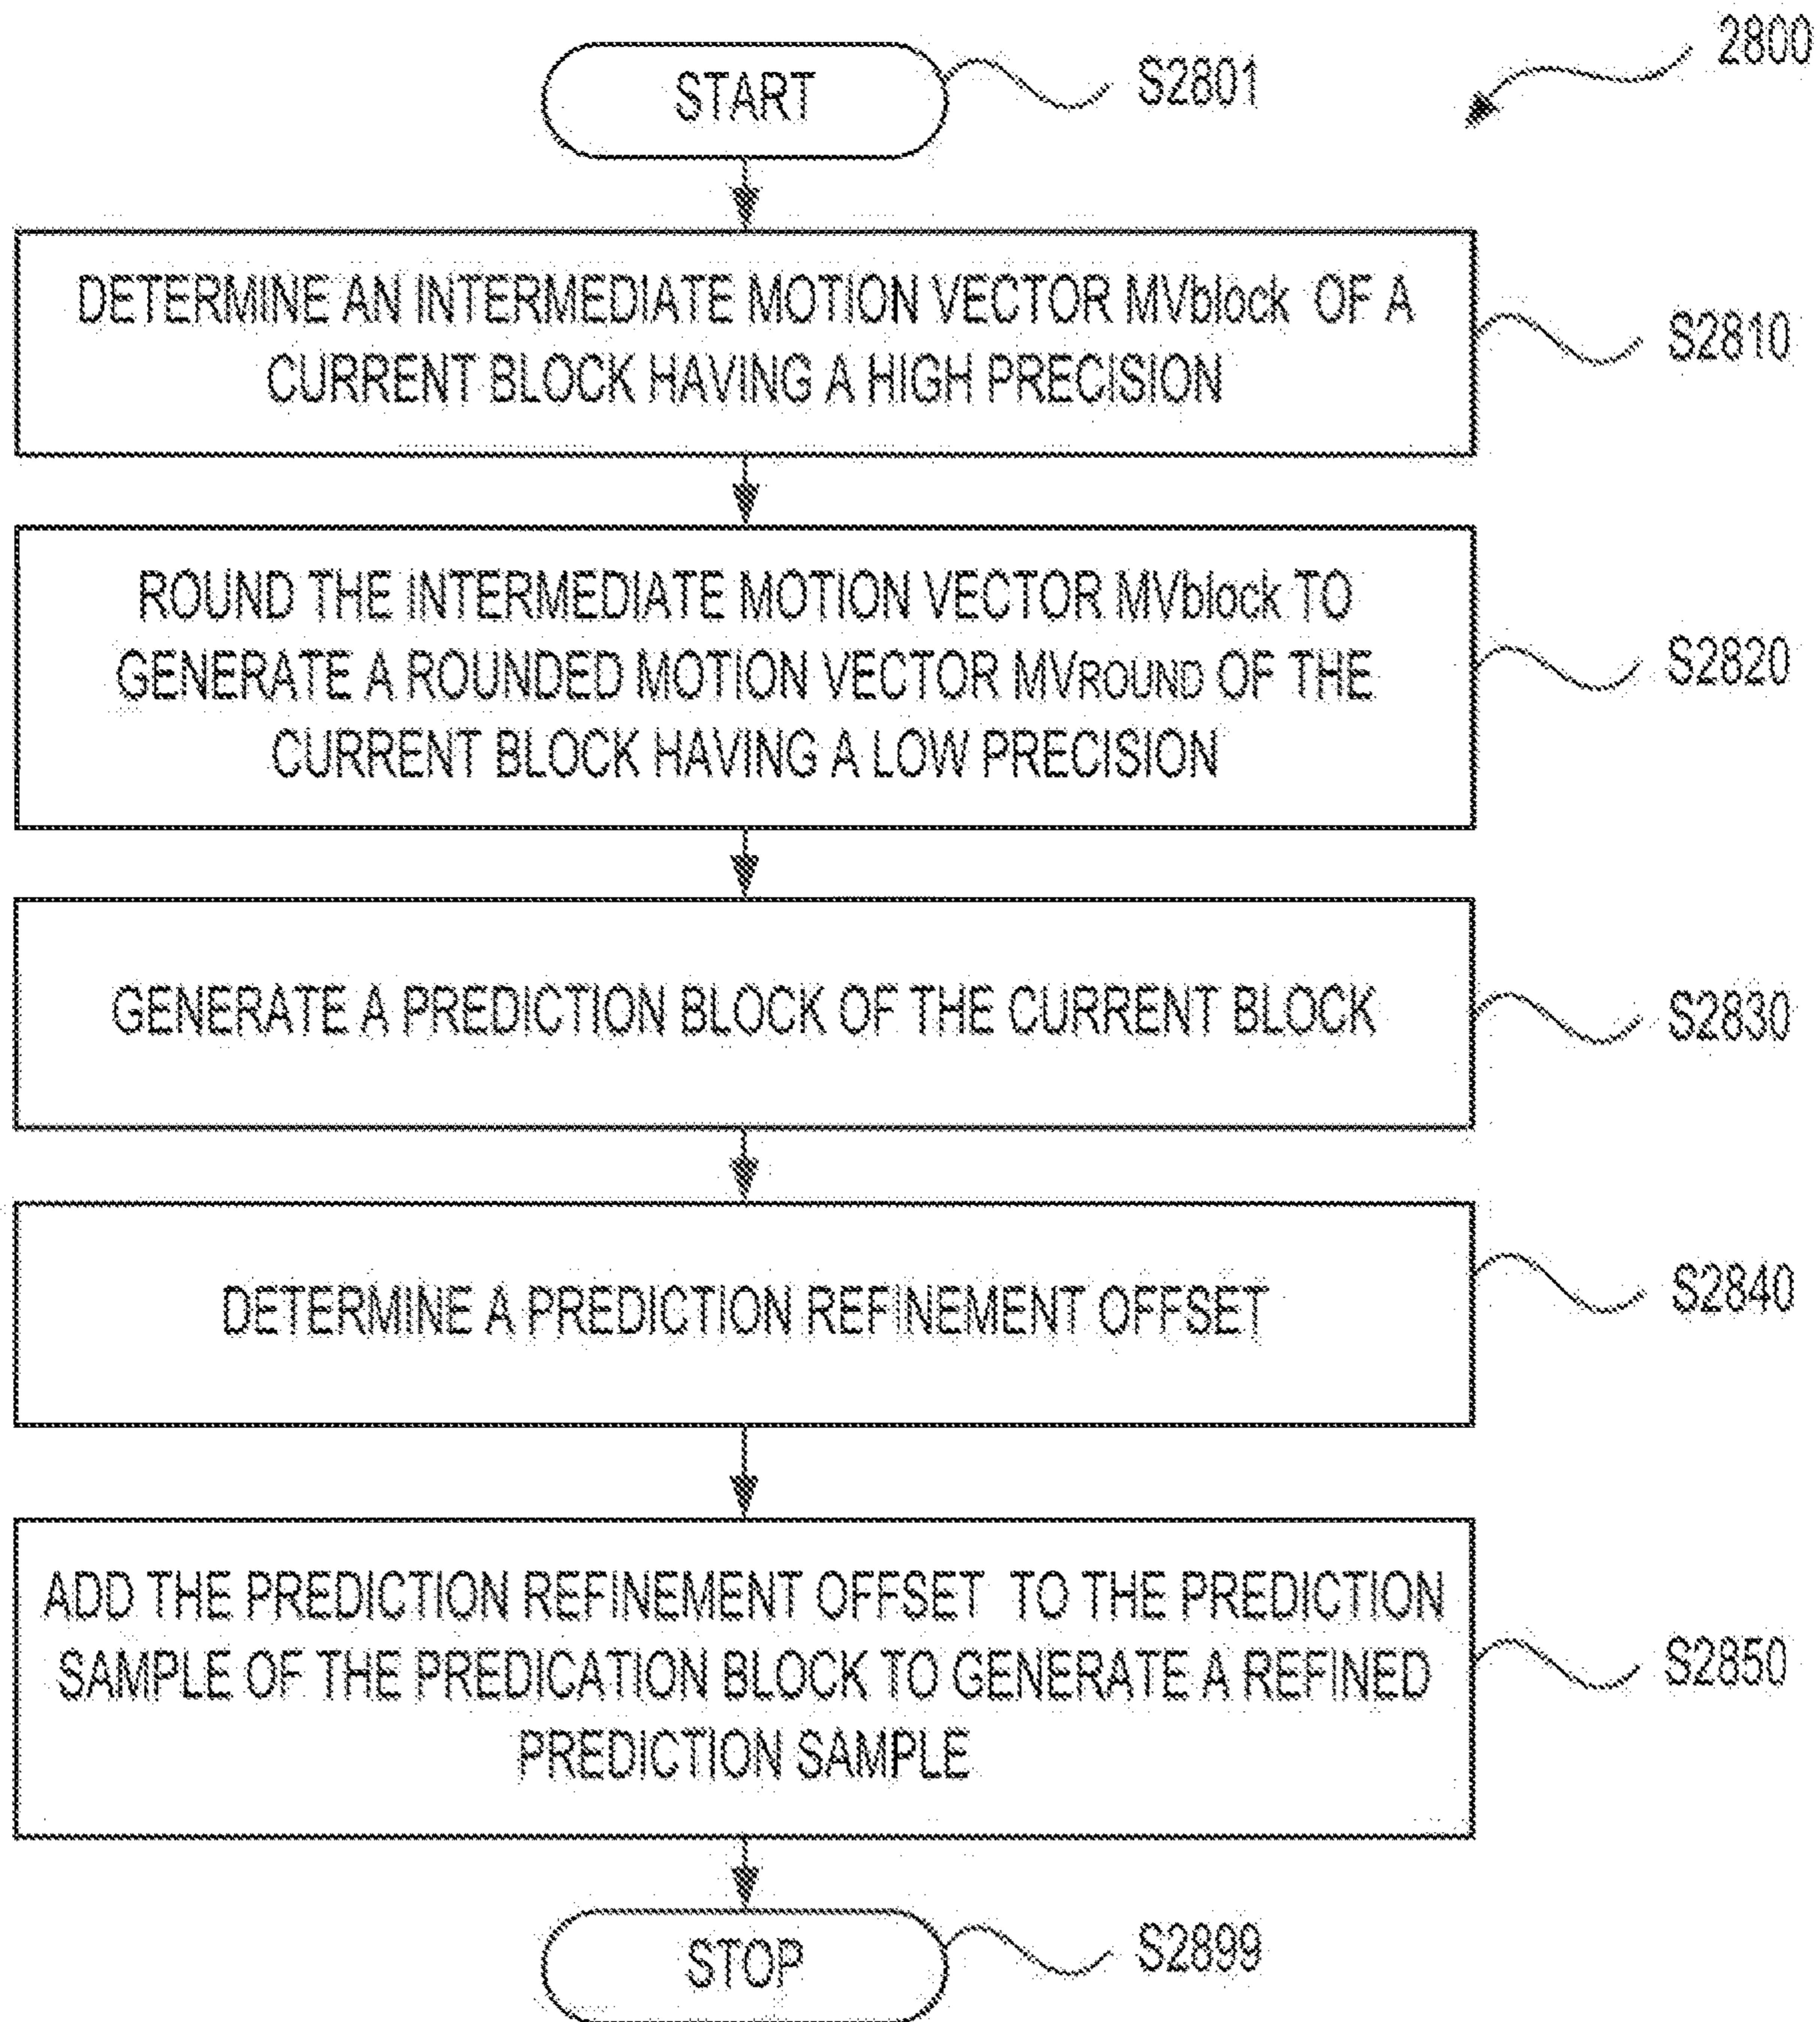 2800
START
S2801
DETERMINE AN INTERMEDIATE MOTION VECTOR MVblock OF A
CURRENT BLOCK HAVING A HIGH PRECISION
S2810
ROUND THE INTERMEDIATE MOTION VECTOR MVblock TO
GENERATE A ROUNDED MOTION VECTOR MVROUND OF THE
CURRENT BLOCK HAVING A LOW PRECISION
S2820
GENERATE A PREDICTION BLOCK OF THE CURRENT BLOCK
S2830
DETERMINE A PREDICTION REFINEMENT OFFSET
S2840
ADD THE PREDICTION REFINEMENT OFFSET TO THE PREDICTION
SAMPLE OF THE PREDICATION BLOCK TO GENERATE A REFINED
PREDICTION SAMPLE
S2850
STOP
S2899